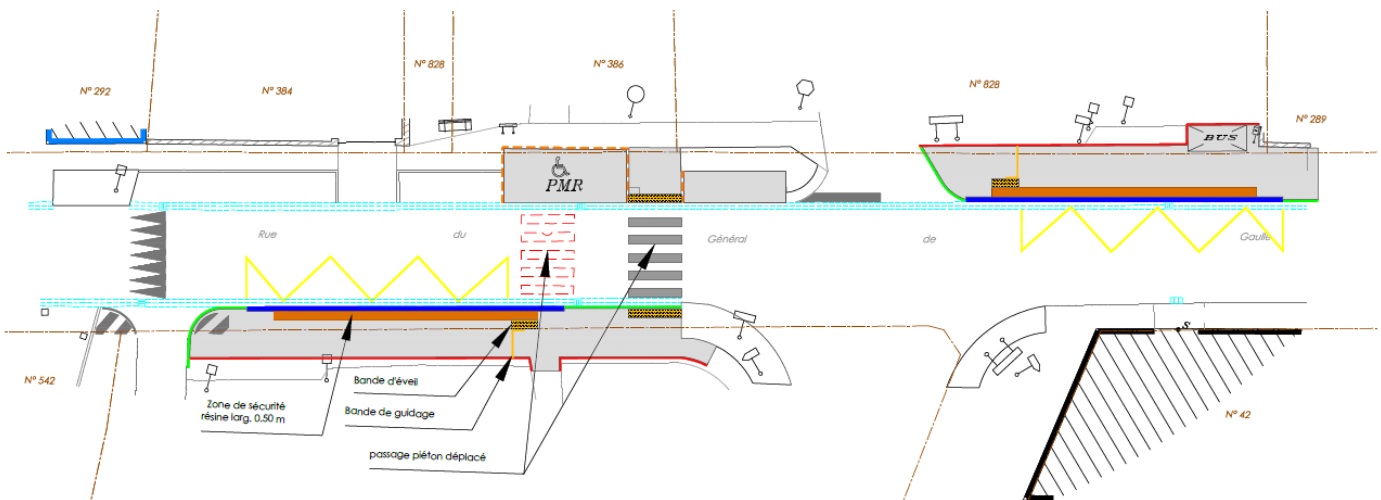 N° 292
N° 384
N° 828
N° 386
N° 828
N° 289
BUS
PMR
Rue du Général de Gaulle
N° 542
Bande d'éveil
Zone de sécurité
résine larg. 0.50 m
Bande de guidage
passage piéton déplacé
N° 42